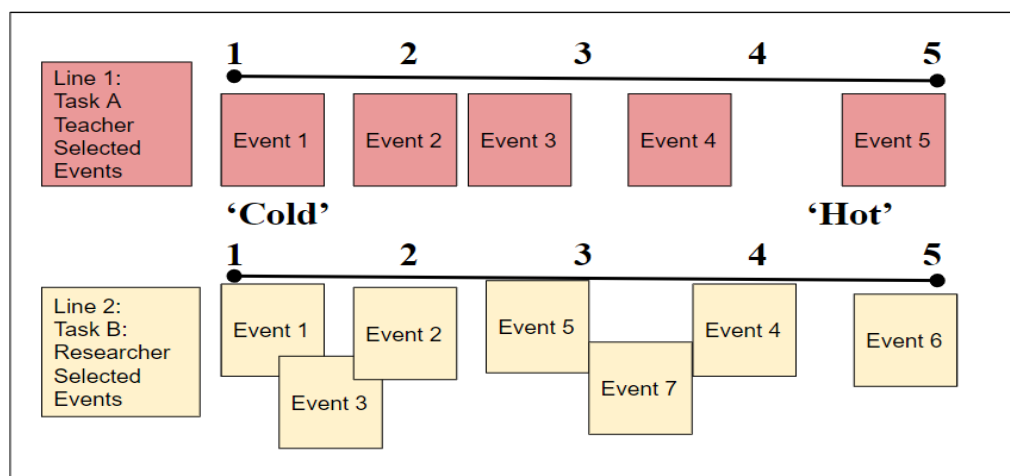 1 2 3 4 5
Line 1:
Task A
Teacher
Selected
Events
Event 1 Event 2 Event 3 Event 4 Event 5
‘Cold’ ‘Hot’
1 2 3 4 5
Line 2:
Task B:
Researcher
Selected
Events
Event 1 Event 2 Event 5 Event 4 Event 6
Event 3 Event 7